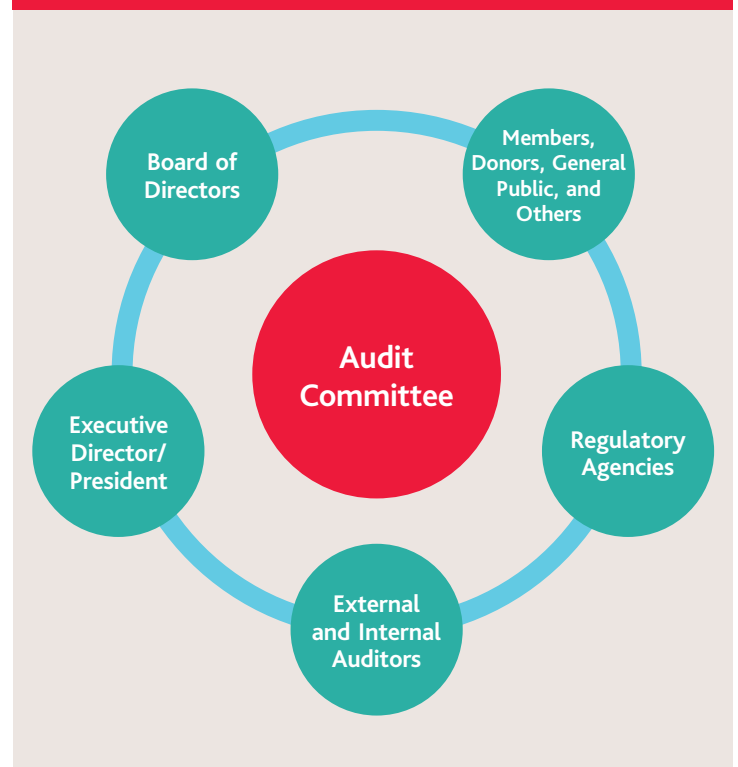 Board of
Directors
Members,
Donors, General
Public, and
Others
Audit
Committee
Executive
Director/
President
Regulatory
Agencies
External
and Internal
Auditors